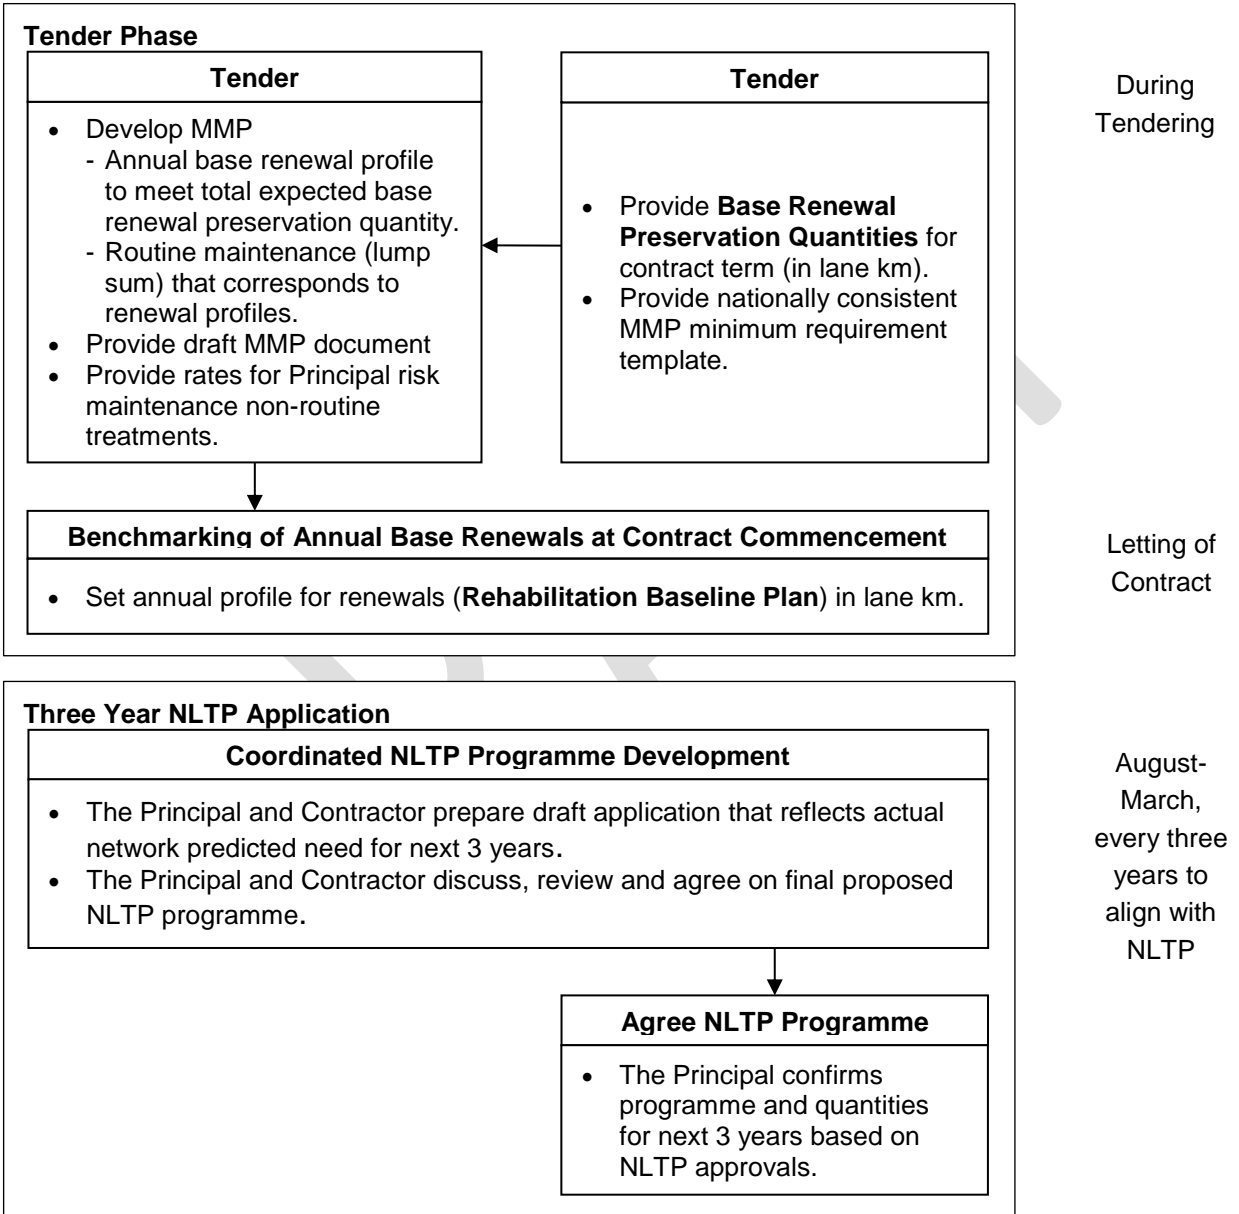 Tender Phase
Tender
• Develop MMP
- Annual base renewal profile
to meet total expected base
renewal preservation quantity.
- Routine maintenance (lump
sum) that corresponds to
renewal profiles.
• Provide draft MMP document
• Provide rates for Principal risk
maintenance non-routine
treatments.
Tender
• Provide Base Renewal
Preservation Quantities for
contract term (in lane km).
• Provide nationally consistent
MMP minimum requirement
template.
During
Tendering
Benchmarking of Annual Base Renewals at Contract Commencement
• Set annual profile for renewals (Rehabilitation Baseline Plan) in lane km.
Letting of
Contract
Three Year NLTP Application
Coordinated NLTP Programme Development
• The Principal and Contractor prepare draft application that reflects actual
network predicted need for next 3 years.
• The Principal and Contractor discuss, review and agree on final proposed
NLTP programme.
August-
March,
every three
years to
align with
NLTP
Agree NLTP Programme
• The Principal confirms
programme and quantities
for next 3 years based on
NLTP approvals.